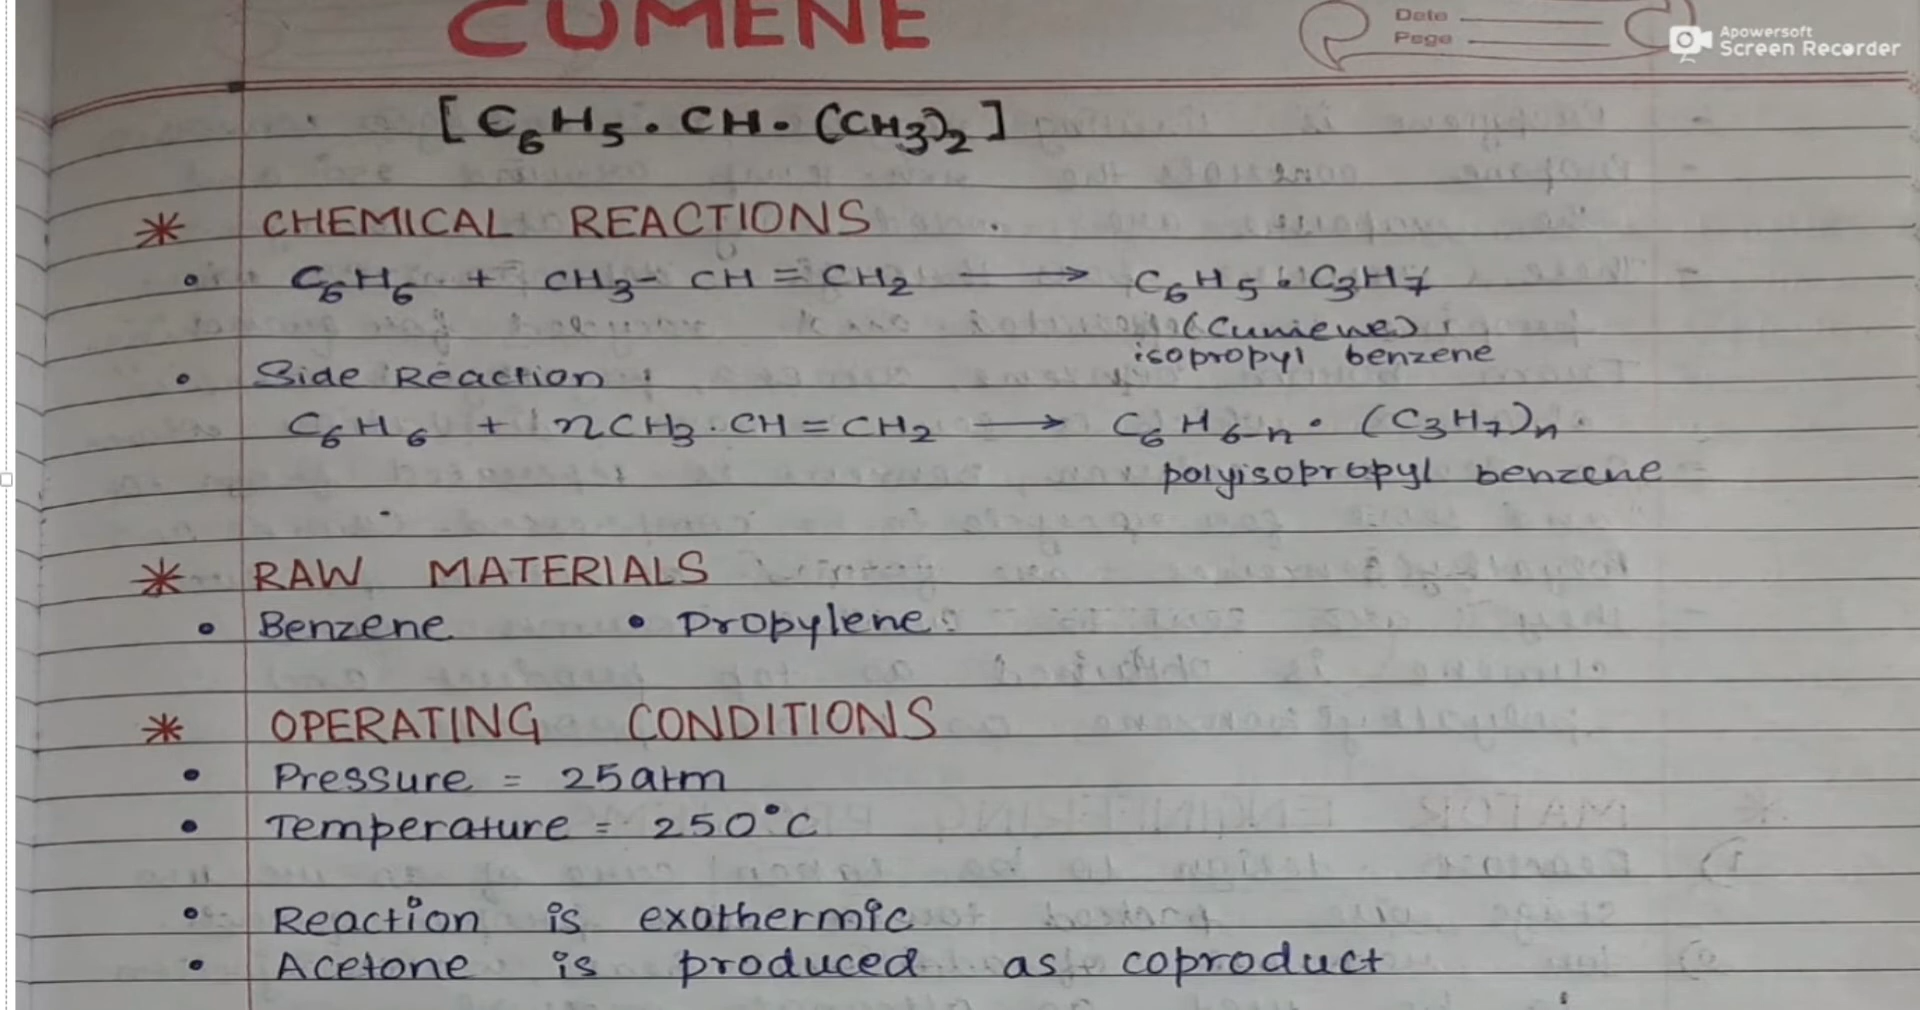 CUMENE
Date
Page
Apowersoft
Screen Recorder
[C₆H₅ · CH · (CH₃)₂]
* CHEMICAL REACTIONS
• C₆H₆ + CH₃- CH = CH₂ → C₆H₅ · C₃H₇
(Cumene)
isopropyl benzene
• Side Reaction :
C₆H₆ + nCH₃ · CH = CH₂ → C₆H₆₋ₙ · (C₃H₇)ₙ
polyisopropyl benzene
* RAW MATERIALS
• Benzene • Propylene
* OPERATING CONDITIONS
• Pressure = 25 atm
• Temperature = 250°C
• Reaction is exothermic
• Acetone is produced as coproduct